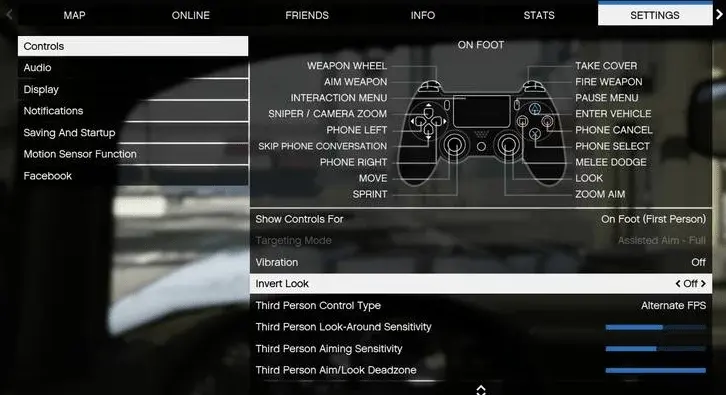 MAP ONLINE FRIENDS INFO STATS SETTINGS
Controls
Audio
Display
Notifications
Saving And Startup
Motion Sensor Function
Facebook
ON FOOT
WEAPON WHEEL TAKE COVER
AIM WEAPON FIRE WEAPON
INTERACTION MENU PAUSE MENU
SNIPER / CAMERA ZOOM ENTER VEHICLE
PHONE LEFT PHONE CANCEL
SKIP PHONE CONVERSATION PHONE SELECT
PHONE RIGHT MELEE DODGE
MOVE LOOK
SPRINT ZOOM AIM
Show Controls For On Foot (First Person)
Targeting Mode Assisted Aim - Full
Vibration Off
Invert Look Off
Third Person Control Type Alternate FPS
Third Person Look-Around Sensitivity
Third Person Aiming Sensitivity
Third Person Aim/Look Deadzone